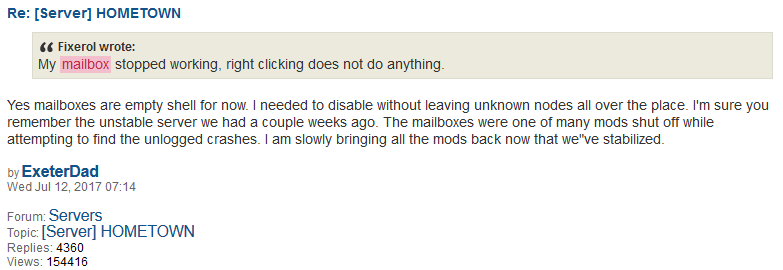 Re: [Server] HOMETOWN
Fixerol wrote:
My mailbox stopped working, right clicking does not do anything.
Yes mailboxes are empty shell for now. I needed to disable without leaving unknown nodes all over the place. I'm sure you
remember the unstable server we had a couple weeks ago. The mailboxes were one of many mods shut off while
attempting to find the unlogged crashes. I am slowly bringing all the mods back now that we"ve stabilized.
by ExeterDad
Wed Jul 12, 2017 07:14
Forum: Servers
Topic: [Server] HOMETOWN
Replies: 4360
Views: 154416